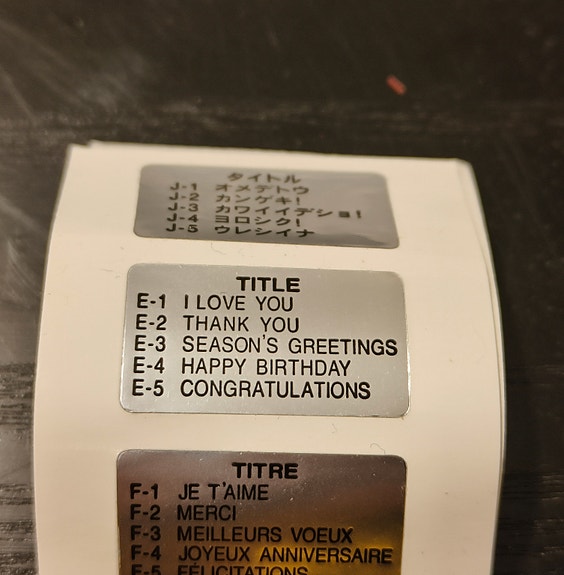 タイトル
J-1 オメデトウ
J-2 カンゲキ!
J-3 カワイイデショ!
J-4 ヨロシク!
J-5 ウレシイナ
TITLE
E-1 I LOVE YOU
E-2 THANK YOU
E-3 SEASON'S GREETINGS
E-4 HAPPY BIRTHDAY
E-5 CONGRATULATIONS
TITRE
F-1 JE T'AIME
F-2 MERCI
F-3 MEILLEURS VOEUX
F-4 JOYEUX ANNIVERSAIRE
F-5 FÉLICITATIONS